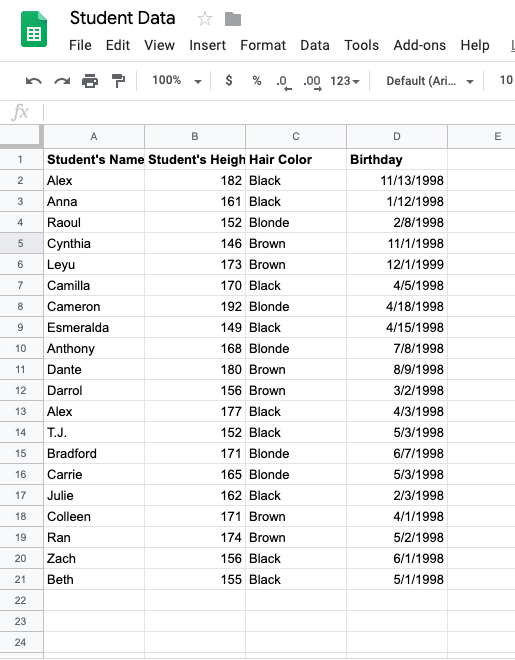 Student Data
File Edit View Insert Format Data Tools Add-ons Help
100% $ % .0 .00 123 Default (Ari... 10
fx
A B C D E
1 Student's Name Student's Heigh Hair Color Birthday
2 Alex 182 Black 11/13/1998
3 Anna 161 Black 1/12/1998
4 Raoul 152 Blonde 2/8/1998
5 Cynthia 146 Brown 11/1/1998
6 Leyu 173 Brown 12/1/1999
7 Camilla 170 Black 4/5/1998
8 Cameron 192 Blonde 4/18/1998
9 Esmeralda 149 Black 4/15/1998
10 Anthony 168 Blonde 7/8/1998
11 Dante 180 Brown 8/9/1998
12 Darrol 156 Brown 3/2/1998
13 Alex 177 Black 4/3/1998
14 T.J. 152 Black 5/3/1998
15 Bradford 171 Blonde 6/7/1998
16 Carrie 165 Blonde 5/3/1998
17 Julie 162 Black 2/3/1998
18 Colleen 171 Brown 4/1/1998
19 Ran 174 Brown 5/2/1998
20 Zach 156 Black 6/1/1998
21 Beth 155 Black 5/1/1998
22
23
24